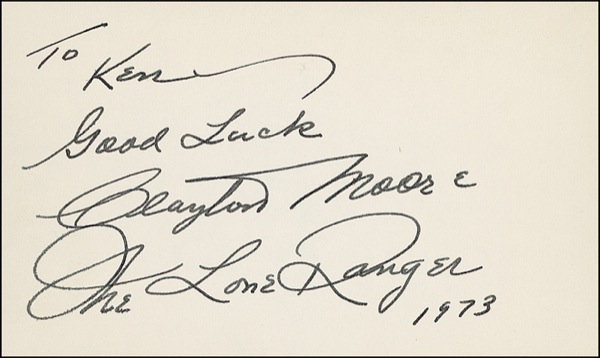 To Ken
Good Luck
Clayton Moore
The Lone Ranger
1973